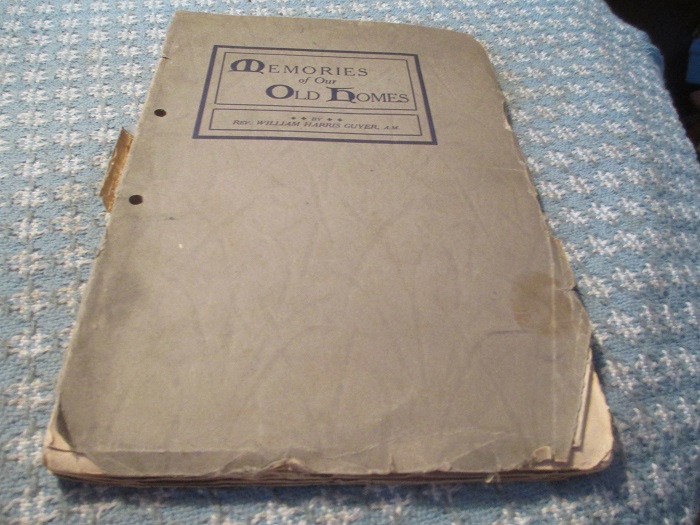 MEMORIES
of Our
OLD HOMES
BY
REV. WILLIAM HARRIS GUYER, A.M.